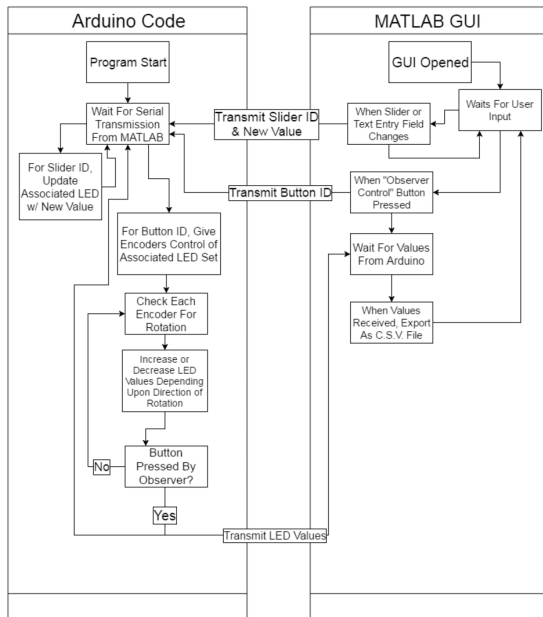 Arduino Code
MATLAB GUI
Program Start
GUI Opened
Wait For Serial
Transmission
From MATLAB
Transmit Slider ID
& New Value
When Slider or
Text Entry Field
Changes
Waits For User
Input
For Slider ID,
Update
Associated LED
w/ New Value
Transmit Button ID
When "Observer
Control" Button
Pressed
For Button ID, Give
Encoders Control of
Associated LED Set
Wait For Values
From Arduino
Check Each
Encoder For
Rotation
When Values
Received, Export
As C.S.V. File
Increase or
Decrease LED
Values Depending
Upon Direction of
Rotation
Button
Pressed By
Observer?
No
Yes
Transmit LED Values